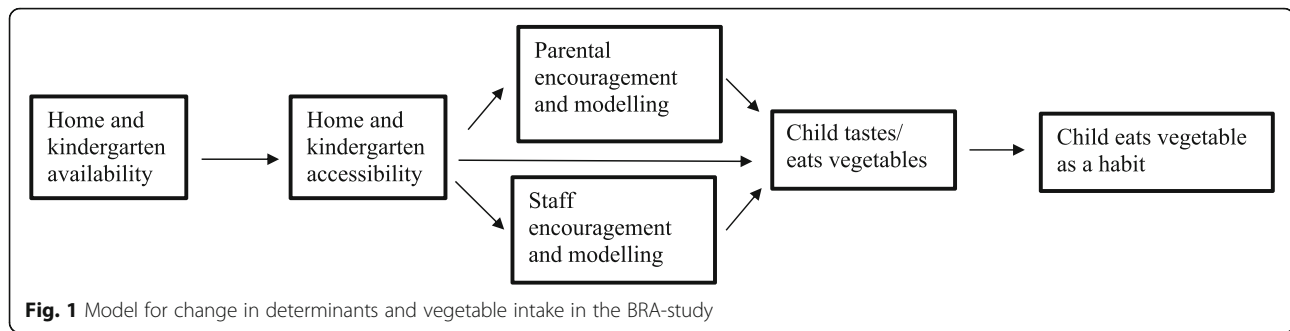 Home and
kindergarten
availability
Home and
kindergarten
accessibility
Parental
encouragement
and modelling
Staff
encouragement
and modelling
Child tastes/
eats vegetables
Child eats vegetable
as a habit
Fig. 1 Model for change in determinants and vegetable intake in the BRA-study